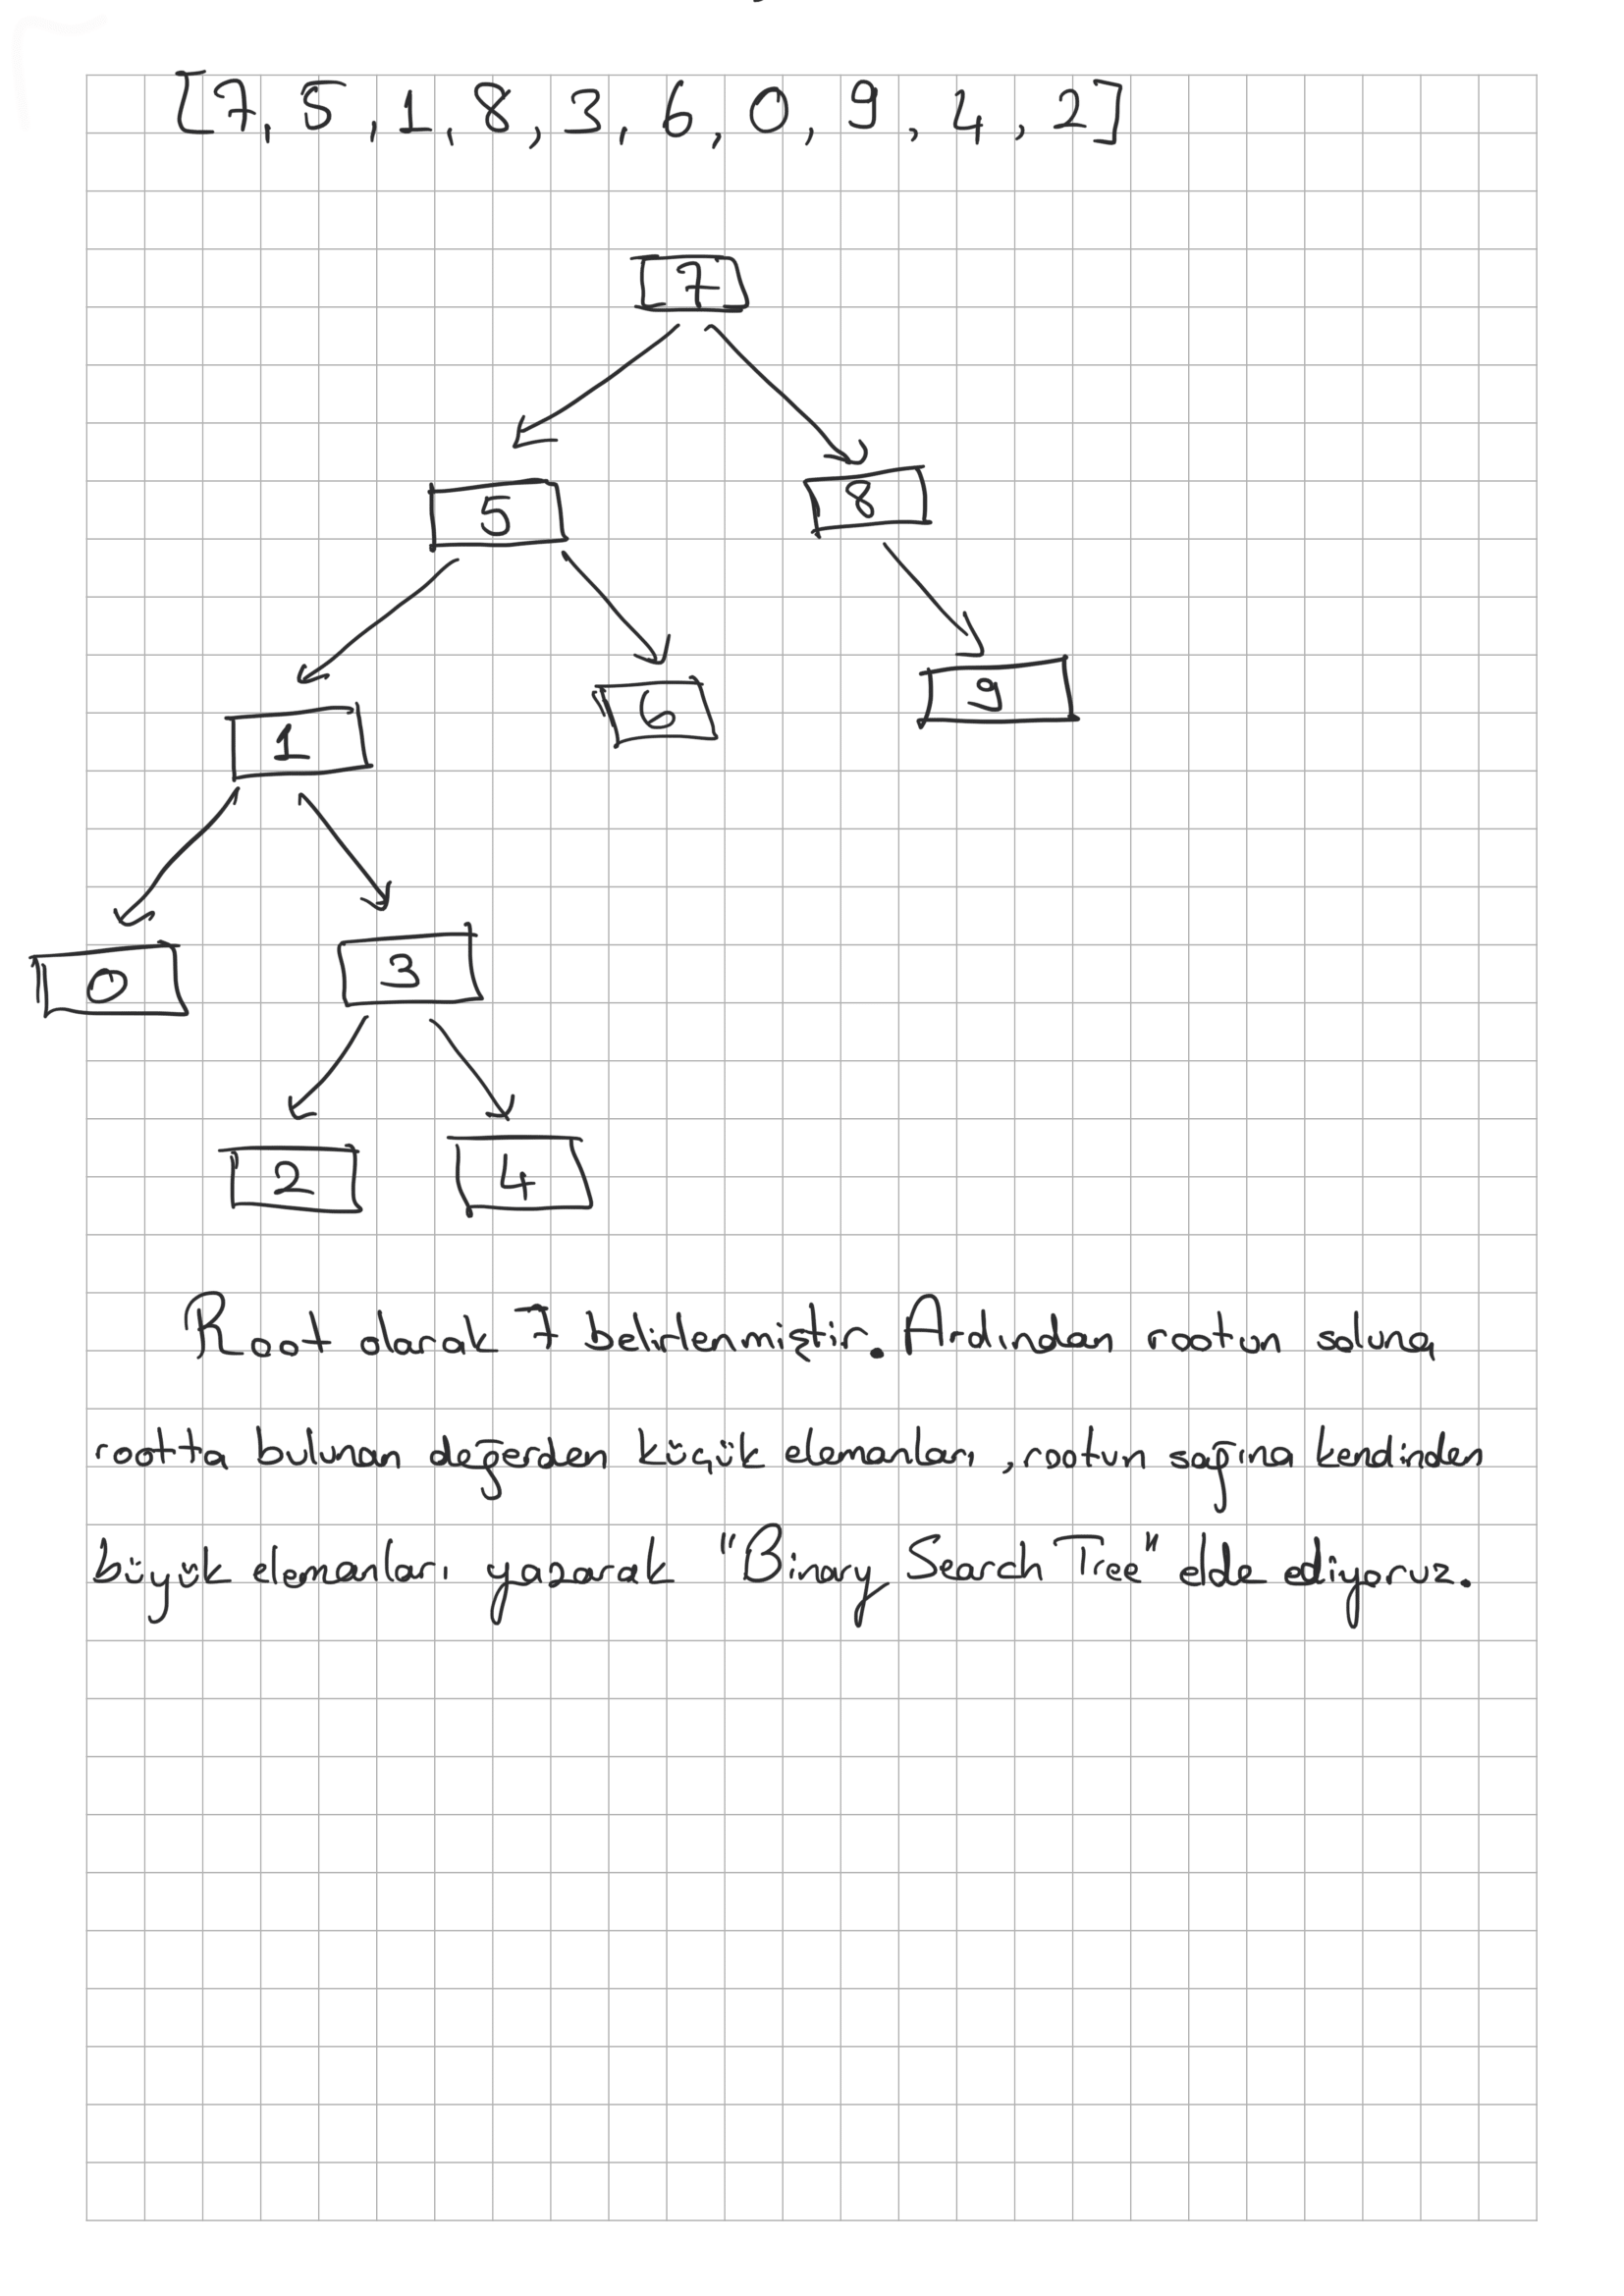 [7, 5, 1, 8, 3, 6, 0, 9, 4, 2]
7
5
8
1
6
9
0
3
2
4
Root olarak 7 belirlenmiştir. Ardından rootun soluna
rootta bulunan değerden küçük elemanları, rootun sağına kendinden
büyük elemanları yazarak "Binary Search Tree" elde ediyoruz.